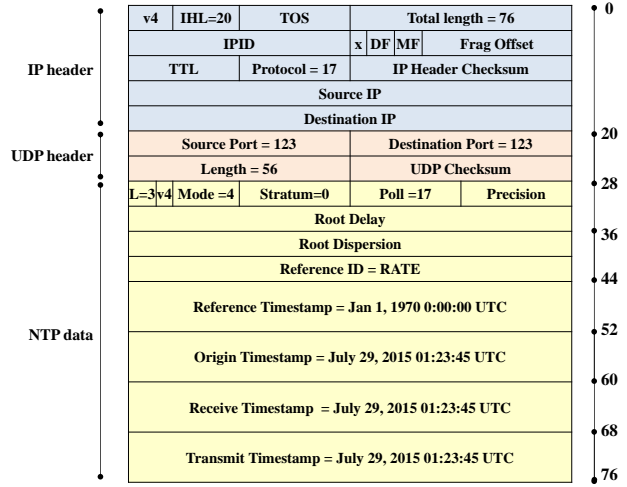 v4 IHL=20 TOS Total length = 76 0
IPID x DF MF Frag Offset
IP header TTL Protocol = 17 IP Header Checksum
Source IP
Destination IP
20
Source Port = 123 Destination Port = 123
UDP header
Length = 56 UDP Checksum
28
L=3 v4 Mode =4 Stratum=0 Poll =17 Precision
Root Delay
36
Root Dispersion
Reference ID = RATE
44
Reference Timestamp = Jan 1, 1970 0:00:00 UTC
NTP data 52
Origin Timestamp = July 29, 2015 01:23:45 UTC
60
Receive Timestamp = July 29, 2015 01:23:45 UTC
68
Transmit Timestamp = July 29, 2015 01:23:45 UTC
76